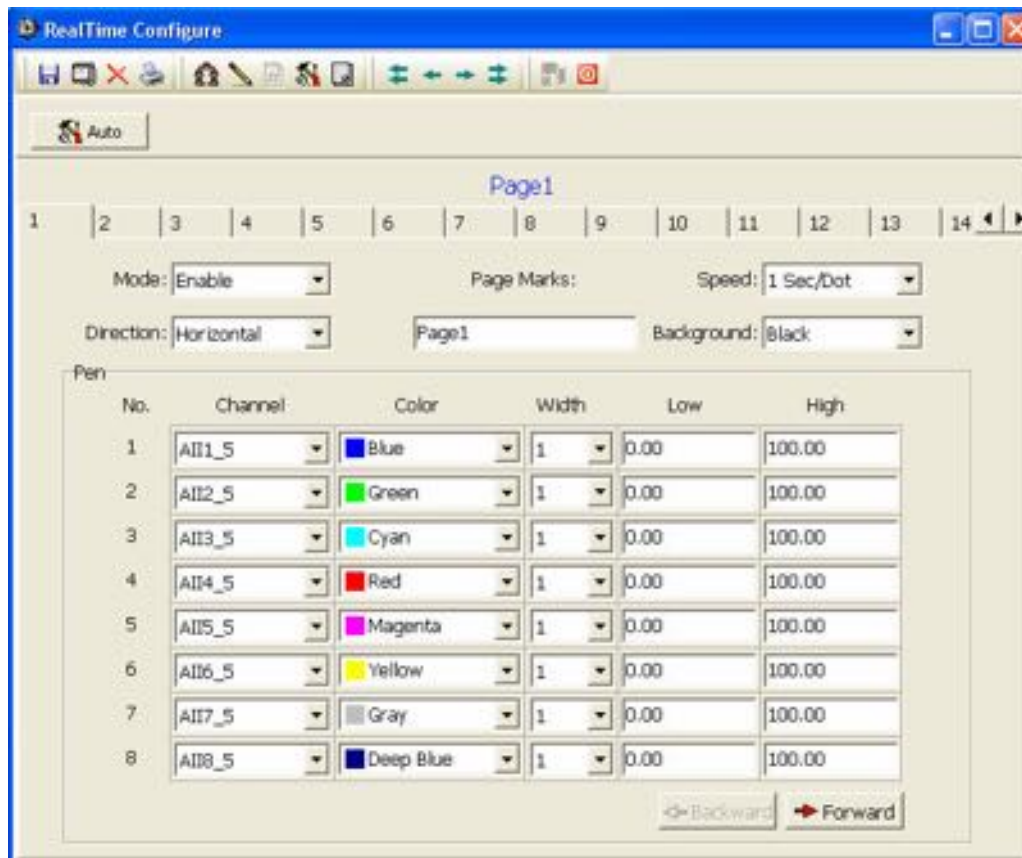 RealTime Configure
Auto
Page1
1 2 3 4 5 6 7 8 9 10 11 12 13 14
Mode: Enable Page Marks: Speed: 1 Sec/Dot
Direction: Horizontal Page1 Background: Black
Pen
No. Channel Color Width Low High
1 AII1_5 Blue 1 0.00 100.00
2 AII2_5 Green 1 0.00 100.00
3 AII3_5 Cyan 1 0.00 100.00
4 AII4_5 Red 1 0.00 100.00
5 AII5_5 Magenta 1 0.00 100.00
6 AII6_5 Yellow 1 0.00 100.00
7 AII7_5 Gray 1 0.00 100.00
8 AII8_5 Deep Blue 1 0.00 100.00
Backward Forward